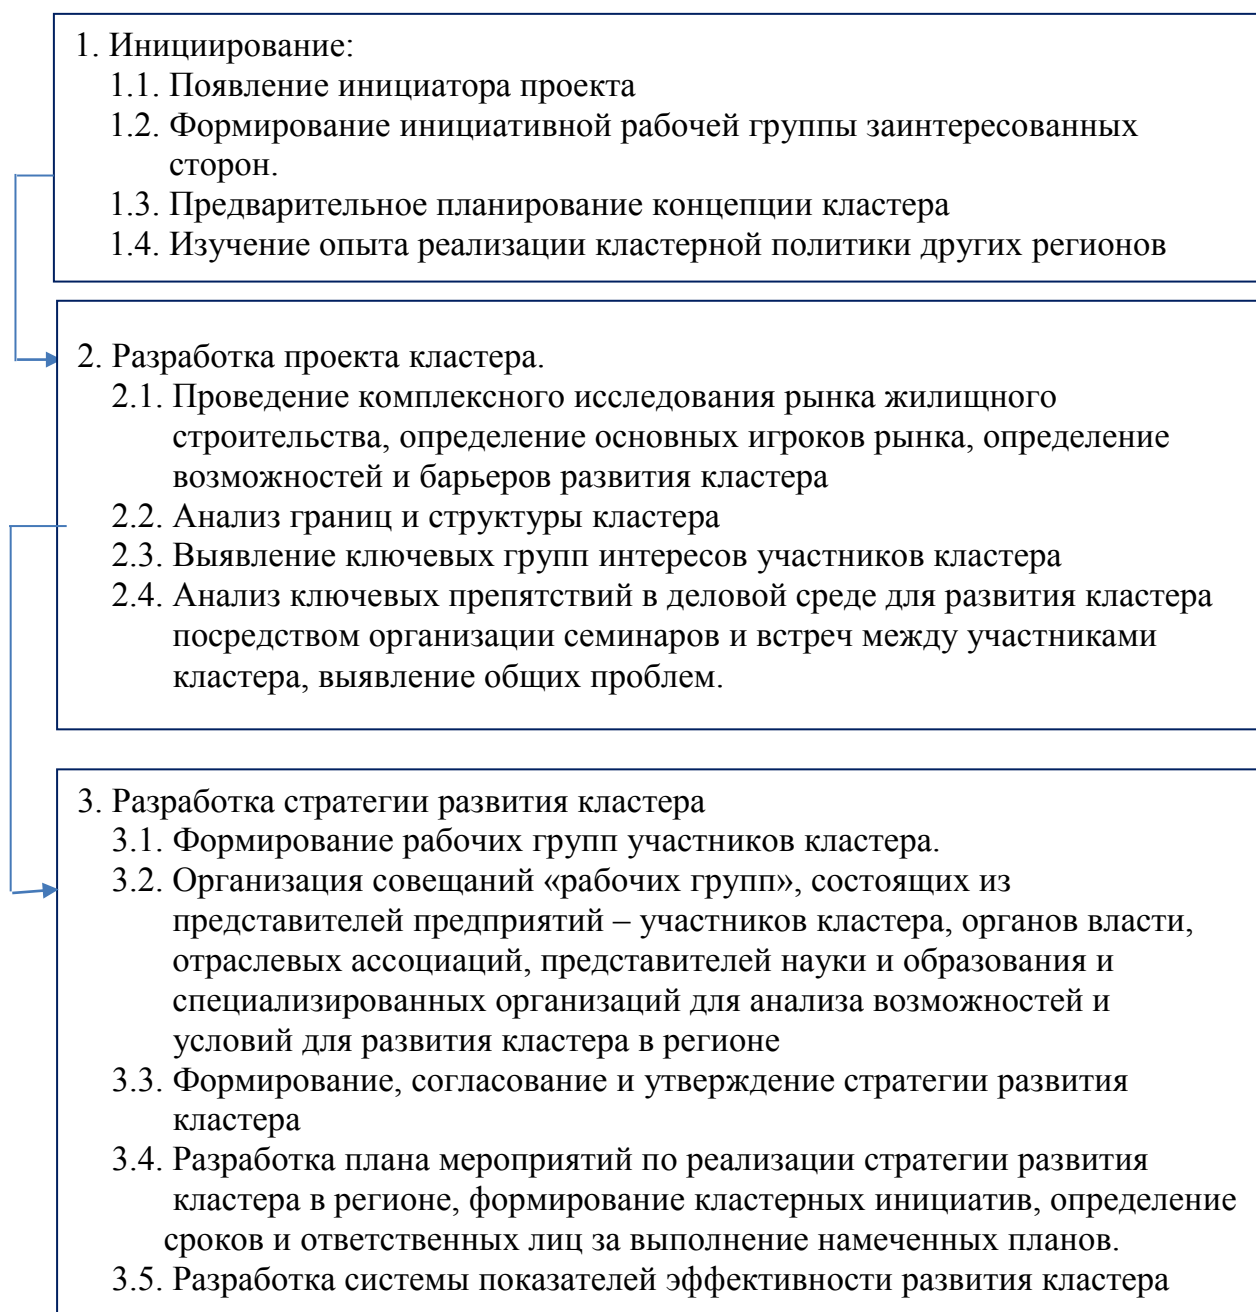 1. Инициирование:
1.1. Появление инициатора проекта
1.2. Формирование инициативной рабочей группы заинтересованных
сторон.
1.3. Предварительное планирование концепции кластера
1.4. Изучение опыта реализации кластерной политики других регионов
2. Разработка проекта кластера.
2.1. Проведение комплексного исследования рынка жилищного
строительства, определение основных игроков рынка, определение
возможностей и барьеров развития кластера
2.2. Анализ границ и структуры кластера
2.3. Выявление ключевых групп интересов участников кластера
2.4. Анализ ключевых препятствий в деловой среде для развития кластера
посредством организации семинаров и встреч между участниками
кластера, выявление общих проблем.
3. Разработка стратегии развития кластера
3.1. Формирование рабочих групп участников кластера.
3.2. Организация совещаний «рабочих групп», состоящих из
представителей предприятий – участников кластера, органов власти,
отраслевых ассоциаций, представителей науки и образования и
специализированных организаций для анализа возможностей и
условий для развития кластера в регионе
3.3. Формирование, согласование и утверждение стратегии развития
кластера
3.4. Разработка плана мероприятий по реализации стратегии развития
кластера в регионе, формирование кластерных инициатив, определение
сроков и ответственных лиц за выполнение намеченных планов.
3.5. Разработка системы показателей эффективности развития кластера